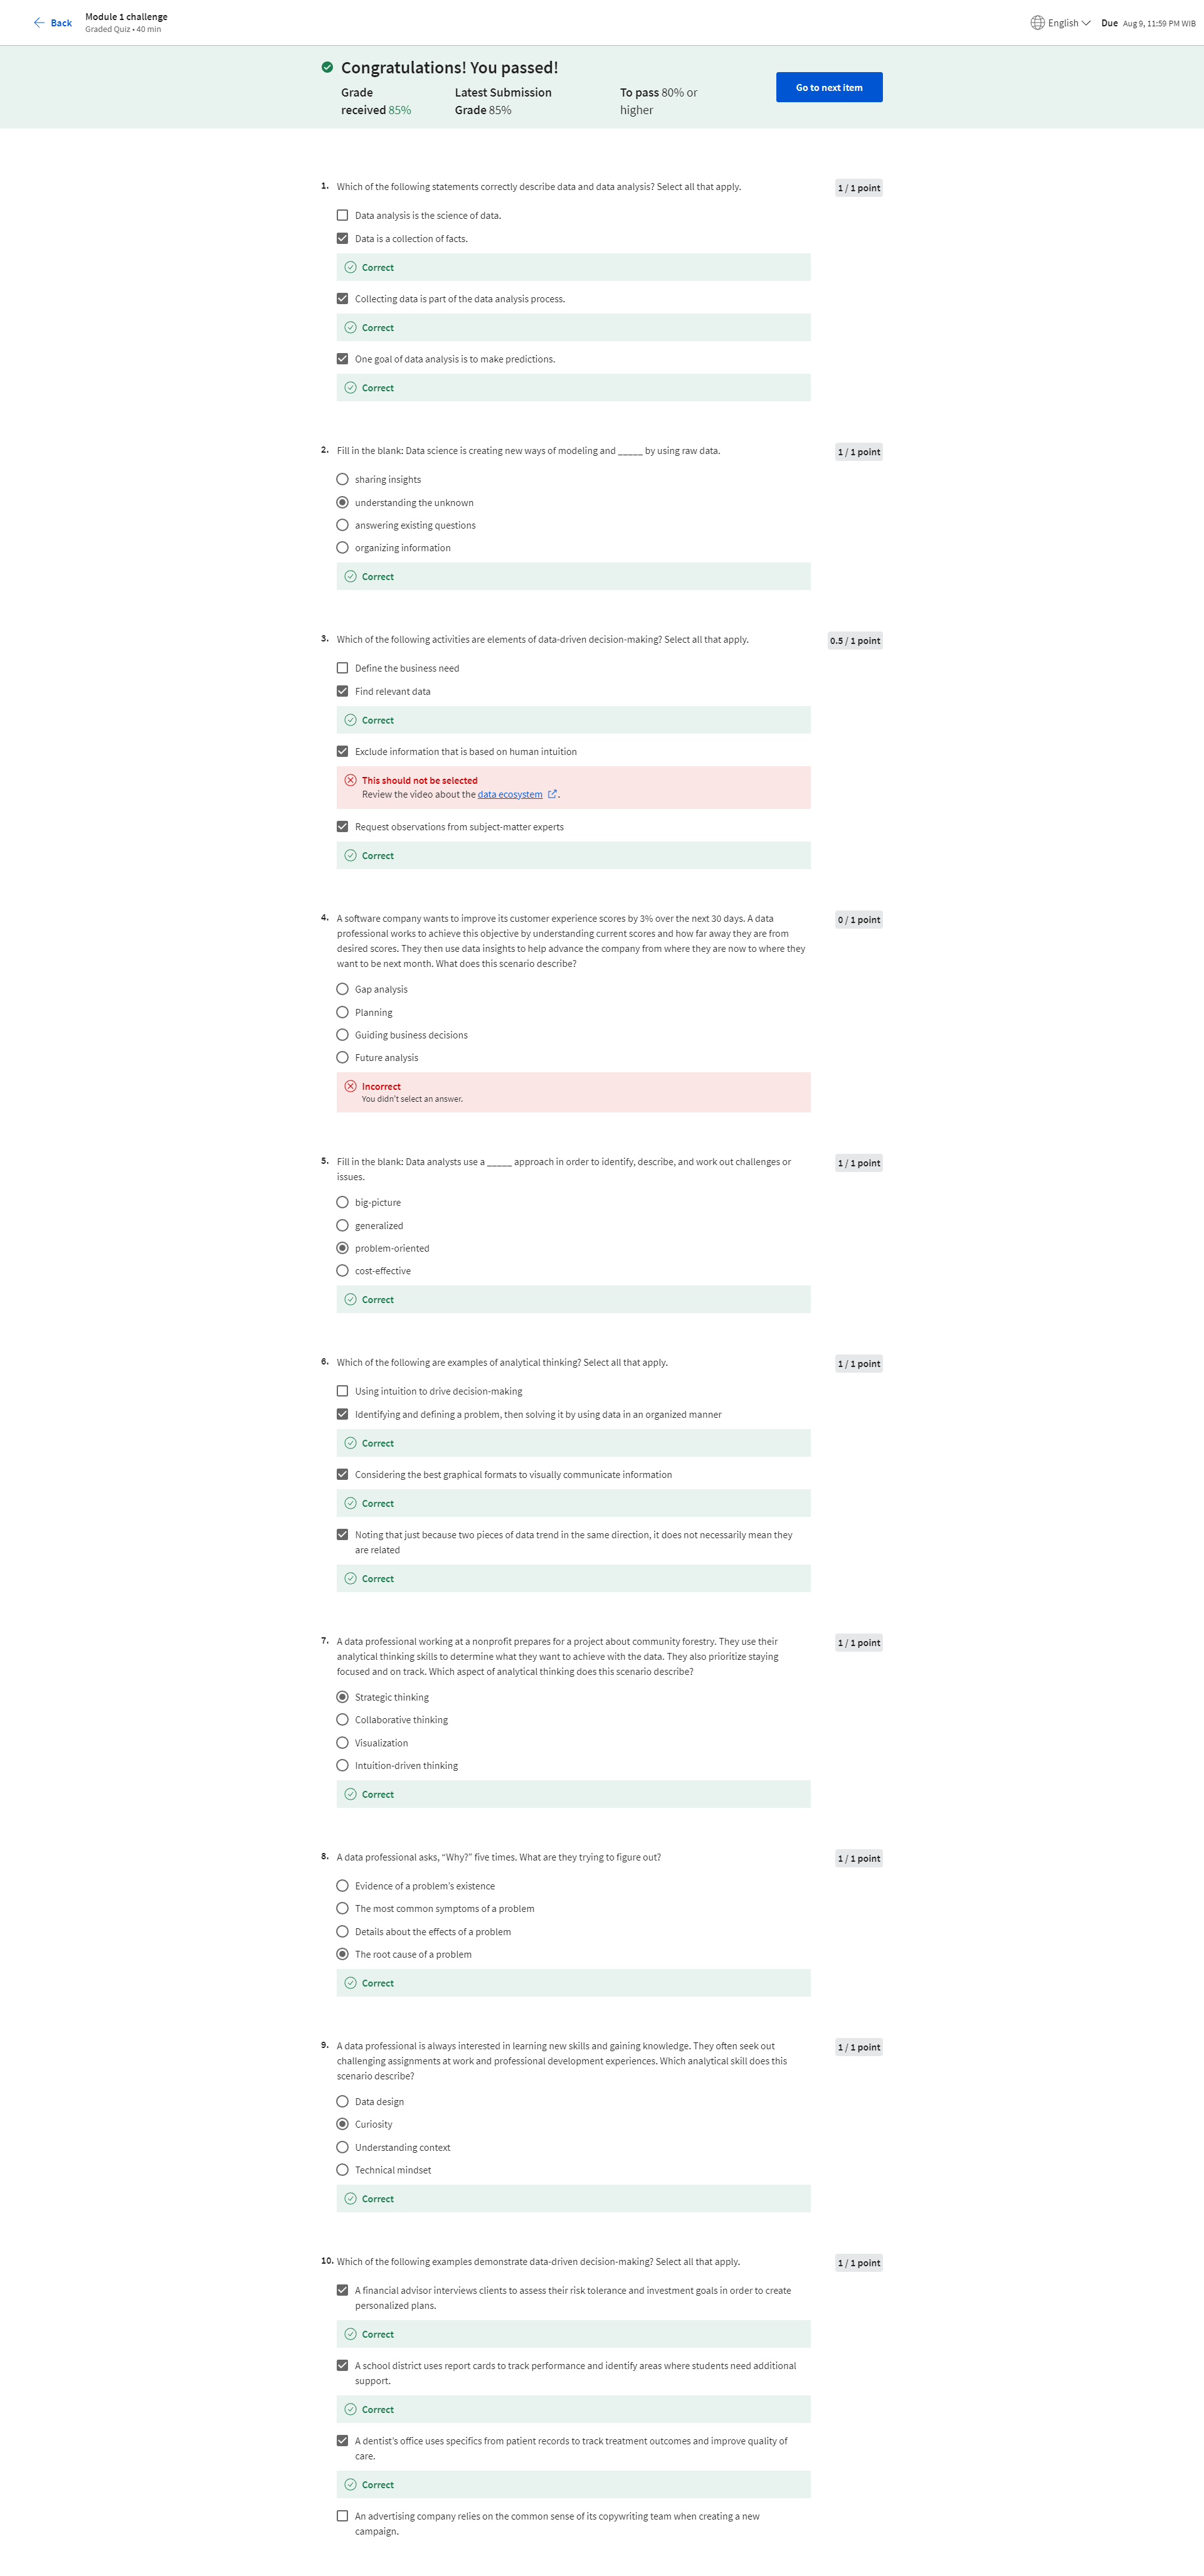 Back
Module 1 challenge
Graded Quiz • 40 min
English
Due Aug 9, 11:59 PM WIB
Congratulations! You passed!
Grade
received 85%
Latest Submission
Grade 85%
To pass 80% or
higher
Go to next item
1. Which of the following statements correctly describe data and data analysis? Select all that apply.
1 / 1 point
Data analysis is the science of data.
Data is a collection of facts.
Correct
Collecting data is part of the data analysis process.
Correct
One goal of data analysis is to make predictions.
Correct
2. Fill in the blank: Data science is creating new ways of modeling and _____ by using raw data.
1 / 1 point
sharing insights
understanding the unknown
answering existing questions
organizing information
Correct
3. Which of the following activities are elements of data-driven decision-making? Select all that apply.
0.5 / 1 point
Define the business need
Find relevant data
Correct
Exclude information that is based on human intuition
This should not be selected
Review the video about the data ecosystem .
Request observations from subject-matter experts
Correct
4. A software company wants to improve its customer experience scores by 3% over the next 30 days. A data
professional works to achieve this objective by understanding current scores and how far away they are from
desired scores. They then use data insights to help advance the company from where they are now to where they
want to be next month. What does this scenario describe?
0 / 1 point
Gap analysis
Planning
Guiding business decisions
Future analysis
Incorrect
You didn't select an answer.
5. Fill in the blank: Data analysts use a _____ approach in order to identify, describe, and work out challenges or
issues.
1 / 1 point
big-picture
generalized
problem-oriented
cost-effective
Correct
6. Which of the following are examples of analytical thinking? Select all that apply.
1 / 1 point
Using intuition to drive decision-making
Identifying and defining a problem, then solving it by using data in an organized manner
Correct
Considering the best graphical formats to visually communicate information
Correct
Noting that just because two pieces of data trend in the same direction, it does not necessarily mean they
are related
Correct
7. A data professional working at a nonprofit prepares for a project about community forestry. They use their
analytical thinking skills to determine what they want to achieve with the data. They also prioritize staying
focused and on track. Which aspect of analytical thinking does this scenario describe?
1 / 1 point
Strategic thinking
Collaborative thinking
Visualization
Intuition-driven thinking
Correct
8. A data professional asks, “Why?” five times. What are they trying to figure out?
1 / 1 point
Evidence of a problem’s existence
The most common symptoms of a problem
Details about the effects of a problem
The root cause of a problem
Correct
9. A data professional is always interested in learning new skills and gaining knowledge. They often seek out
challenging assignments at work and professional development experiences. Which analytical skill does this
scenario describe?
1 / 1 point
Data design
Curiosity
Understanding context
Technical mindset
Correct
10. Which of the following examples demonstrate data-driven decision-making? Select all that apply.
1 / 1 point
A financial advisor interviews clients to assess their risk tolerance and investment goals in order to create
personalized plans.
Correct
A school district uses report cards to track performance and identify areas where students need additional
support.
Correct
A dentist’s office uses specifics from patient records to track treatment outcomes and improve quality of
care.
Correct
An advertising company relies on the common sense of its copywriting team when creating a new
campaign.